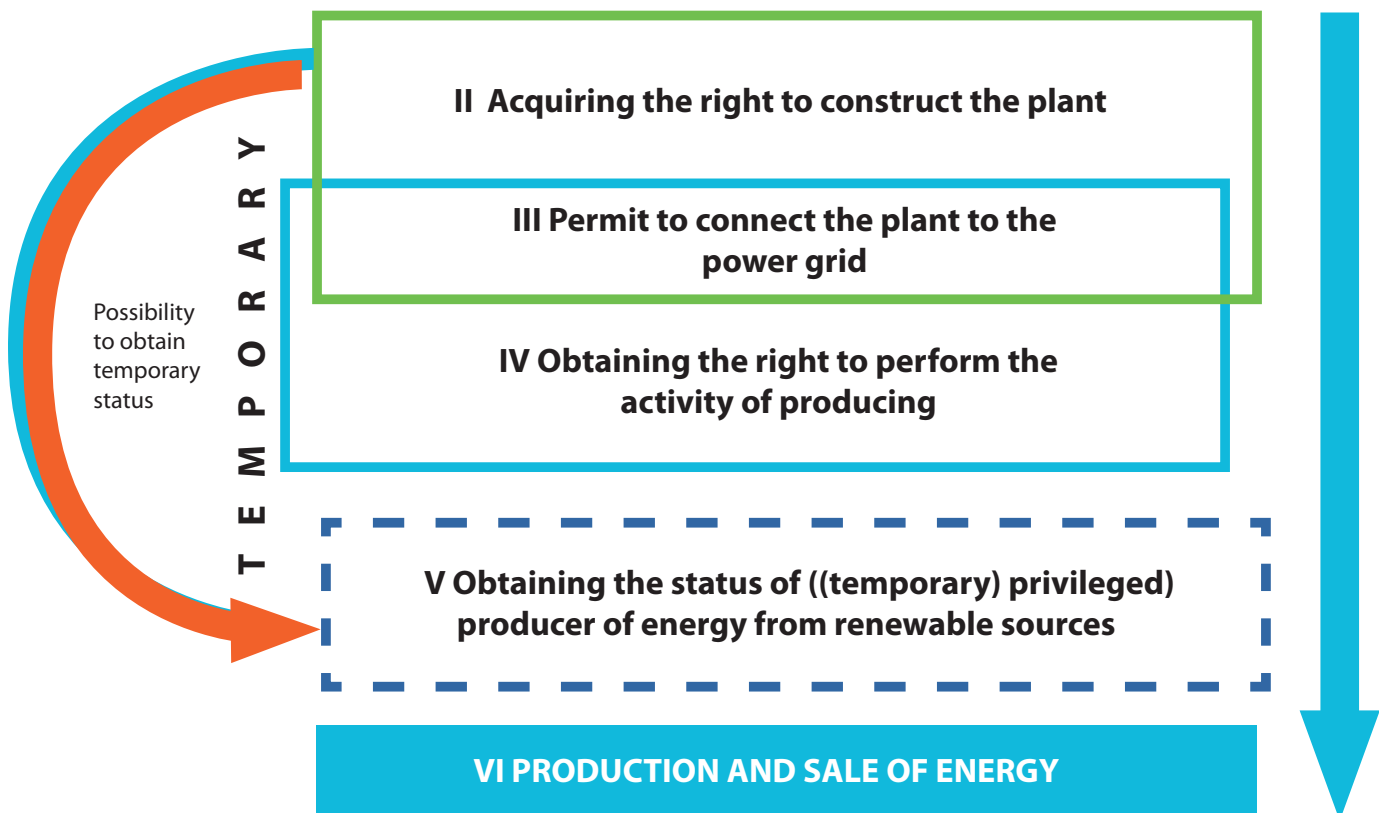 II Acquiring the right to construct the plant
III Permit to connect the plant to the
power grid
Possibility
to obtain
temporary
status
TEMPORARY
IV Obtaining the right to perform the
activity of producing
V Obtaining the status of ((temporary) privileged)
producer of energy from renewable sources
VI PRODUCTION AND SALE OF ENERGY